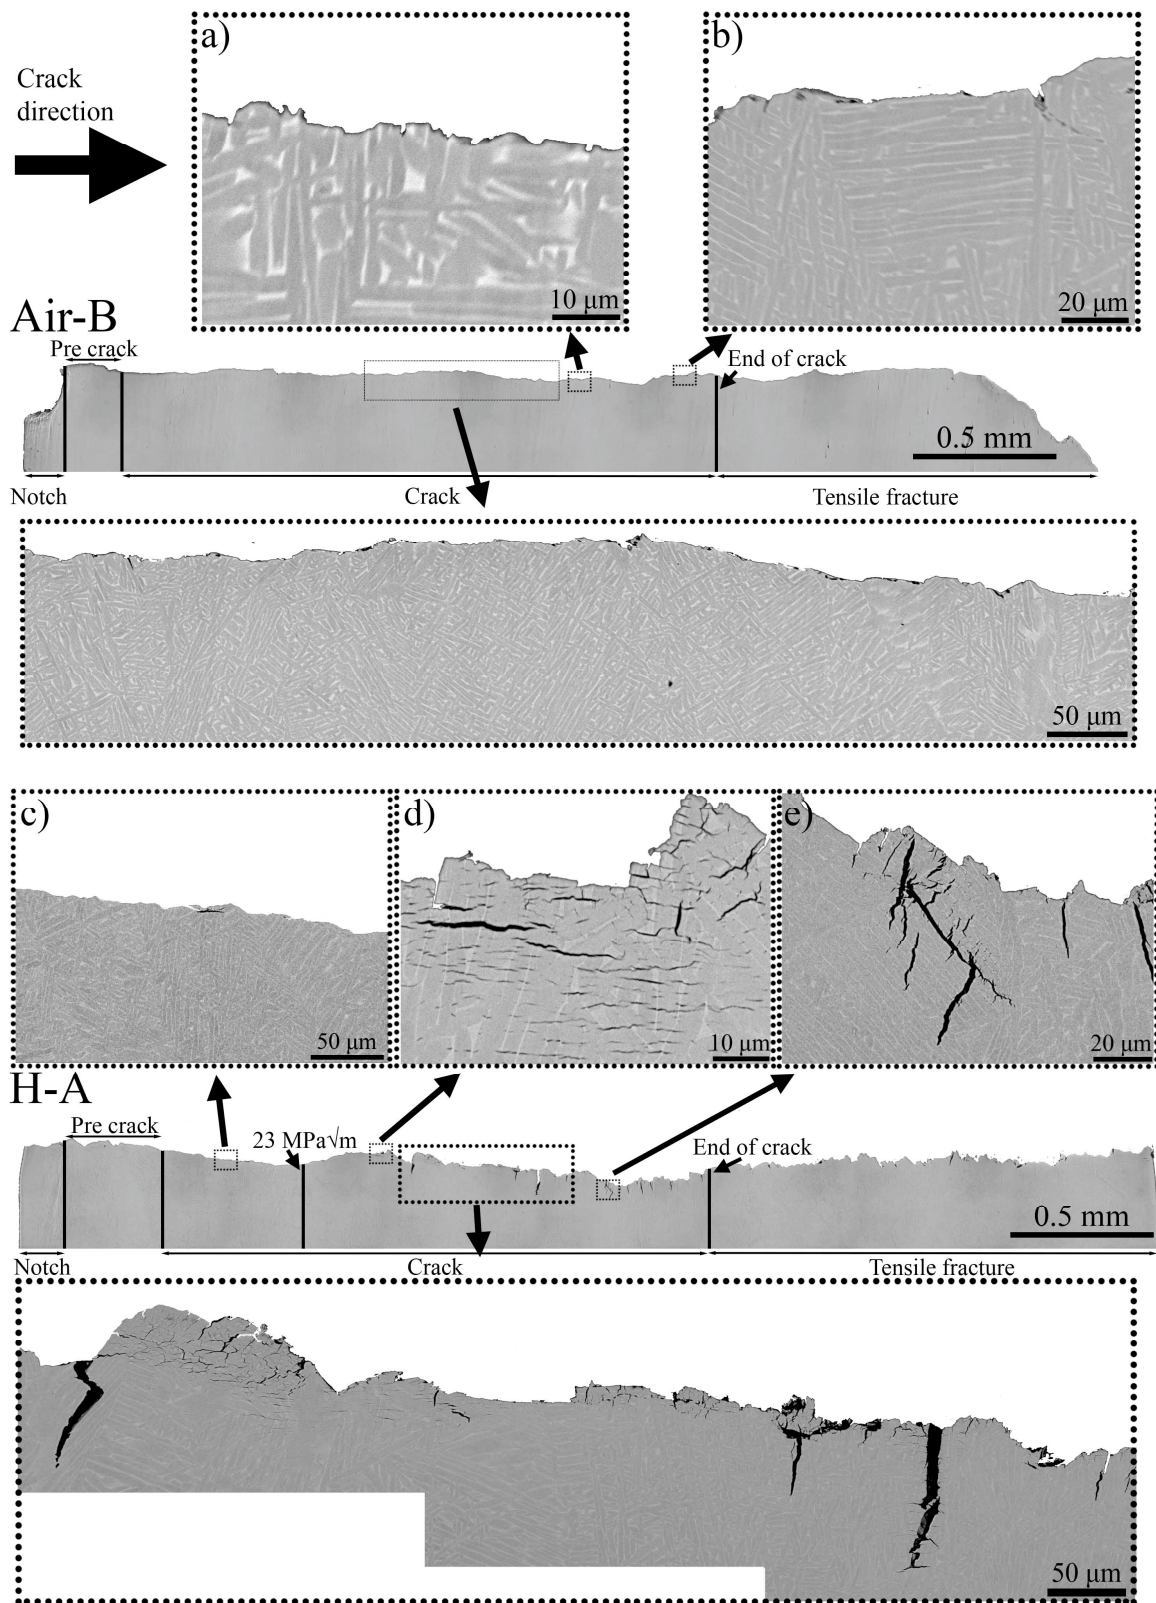 a)
b)
Crack
direction
10 μm
20 μm
Air-B
Pre crack
End of crack
0.5 mm
Notch
Crack
Tensile fracture
50 μm
c)
d)
e)
50 μm
10 μm
20 μm
H-A
Pre crack
23 MPa√m
End of crack
0.5 mm
Notch
Crack
Tensile fracture
50 μm